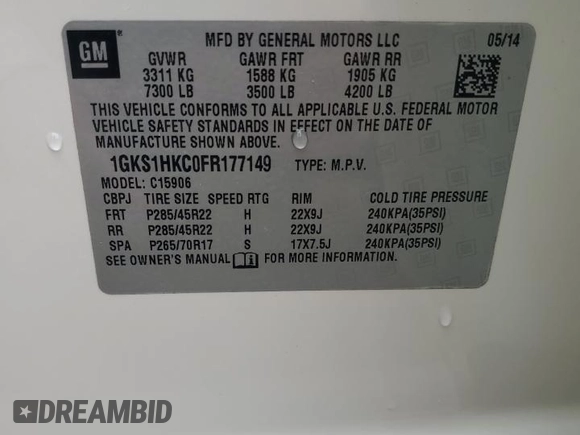 GM
MFD BY GENERAL MOTORS LLC 05/14
GVWR GAWR FRT GAWR RR
3311 KG 1588 KG 1905 KG
7300 LB 3500 LB 4200 LB
THIS VEHICLE CONFORMS TO ALL APPLICABLE U.S. FEDERAL MOTOR
VEHICLE SAFETY STANDARDS IN EFFECT ON THE DATE OF
MANUFACTURE SHOWN ABOVE.
1GKS1HKC0FR177149 TYPE: M.P.V.
MODEL: C15906
CBPJ TIRE SIZE SPEED RTG RIM COLD TIRE PRESSURE
FRT P285/45R22 H 22X9J 240KPA(35PSI)
RR P285/45R22 H 22X9J 240KPA(35PSI)
SPA P265/70R17 S 17X7.5J 240KPA(35PSI)
SEE OWNER'S MANUAL FOR MORE INFORMATION.
DREAMBID